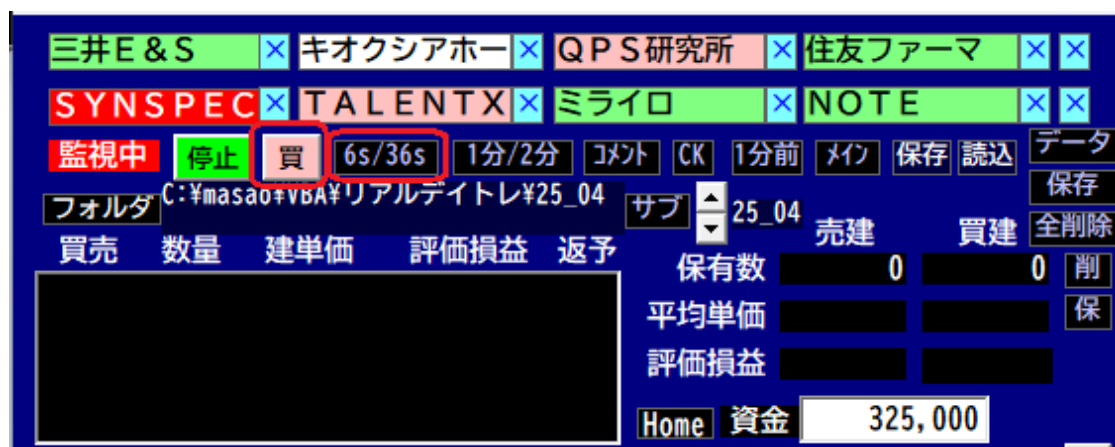 三井E＆S × キオクシアホー × ＱＰＳ研究所 × 住友ファーマ × ×
ＳＹＮＳＰＥＣ × ＴＡＬＥＮＴＸ × ミライロ × ＮＯＴＥ × ×
監視中 停止 買 6s/36s 1分/2分 ｺﾒﾝﾄ CK 1分前 ﾒｲﾝ 保存 読込 データ
フォルダ C:¥masao¥VBA¥リアルデイトレ¥25_04 サブ 25_04 保存
買売 数量 建単価 評価損益 返予 売建 買建 全削除
保有数 0 0 削
平均単価 保
評価損益
Home 資金 325,000